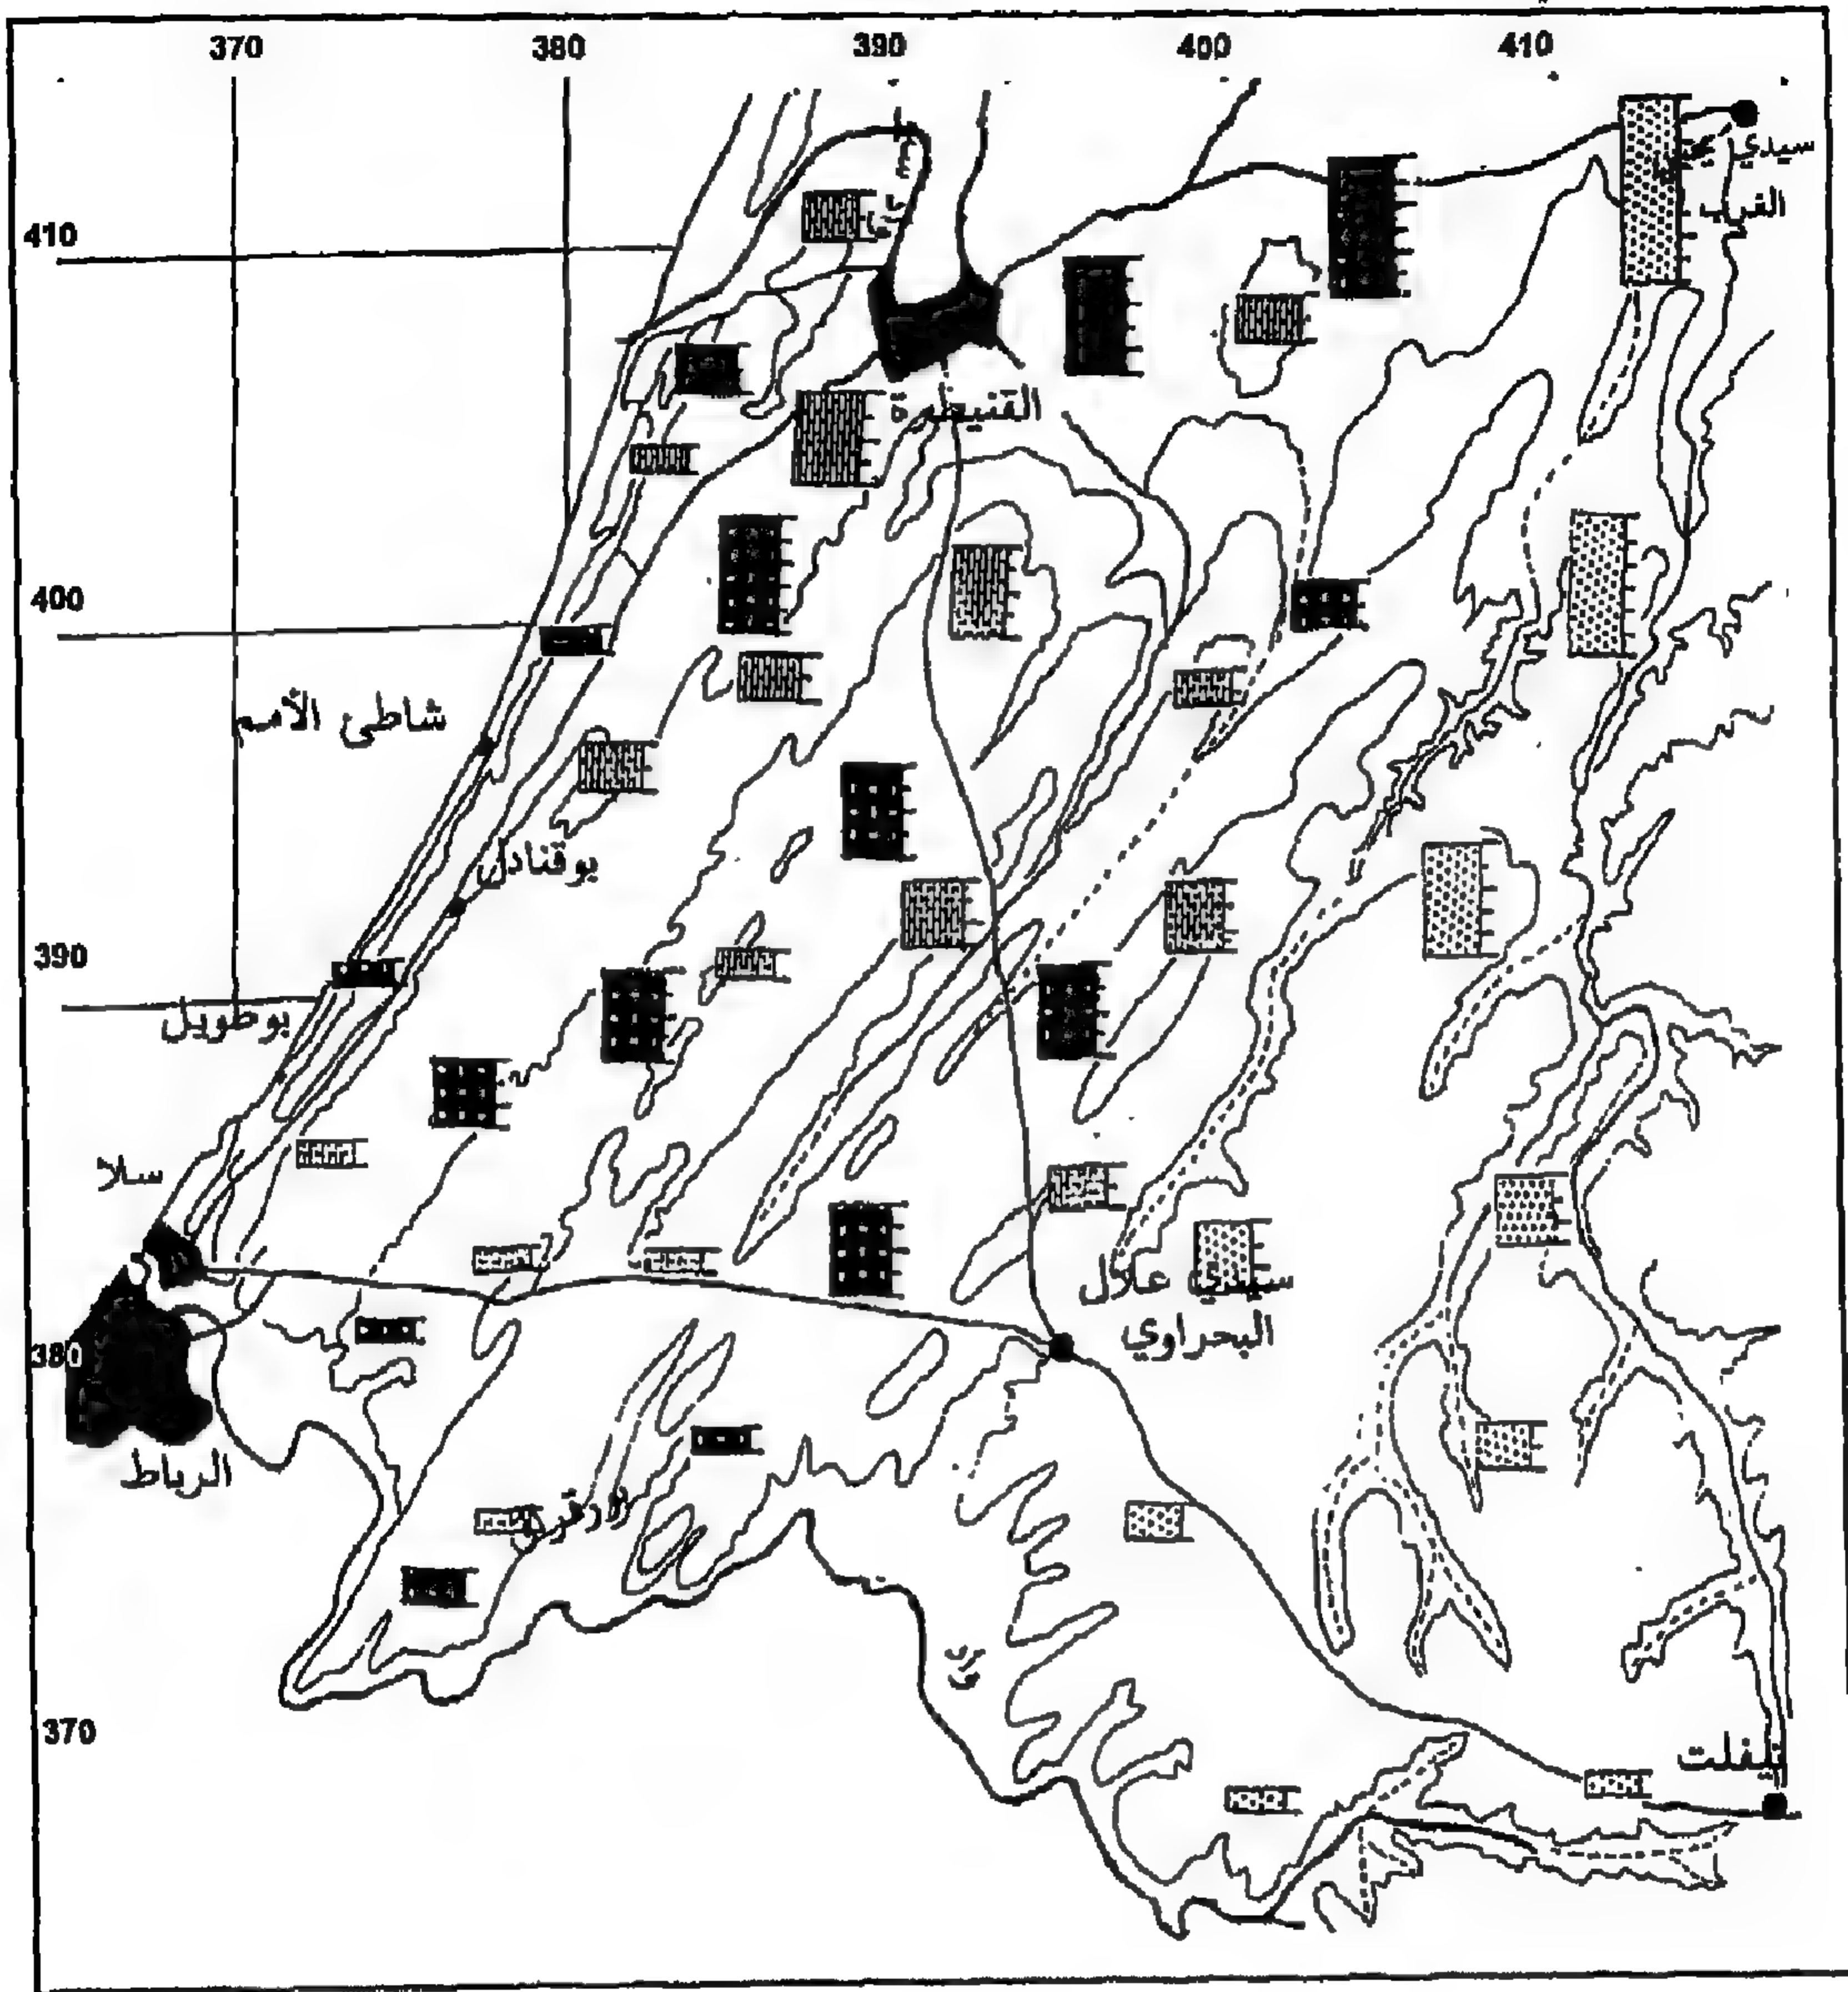 370 380 390 400 410
سيدي
410
القنيطرة
400
شاطئ الأمم
بوقنادل
390
بوطويل
سلا
سيدي علال
البحراوي
380
الرباط
370
تيفلت